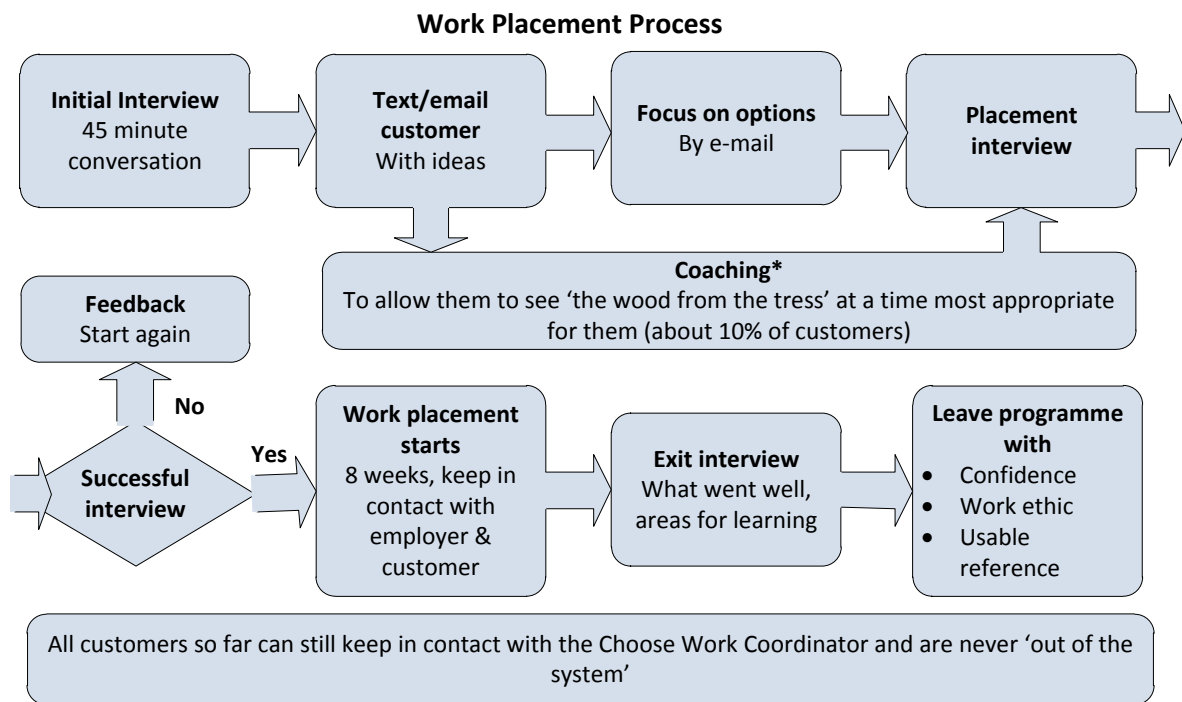 Work Placement Process
Initial Interview
45 minute
conversation
Text/email
customer
With ideas
Focus on options
By e-mail
Placement
interview
Coaching*
To allow them to see ‘the wood from the tress’ at a time most appropriate
for them (about 10% of customers)
Feedback
Start again
No
Successful
interview
Yes
Work placement
starts
8 weeks, keep in
contact with
employer &
customer
Exit interview
What went well,
areas for learning
Leave programme
with
• Confidence
• Work ethic
• Usable
reference
All customers so far can still keep in contact with the Choose Work Coordinator and are never ‘out of the
system’